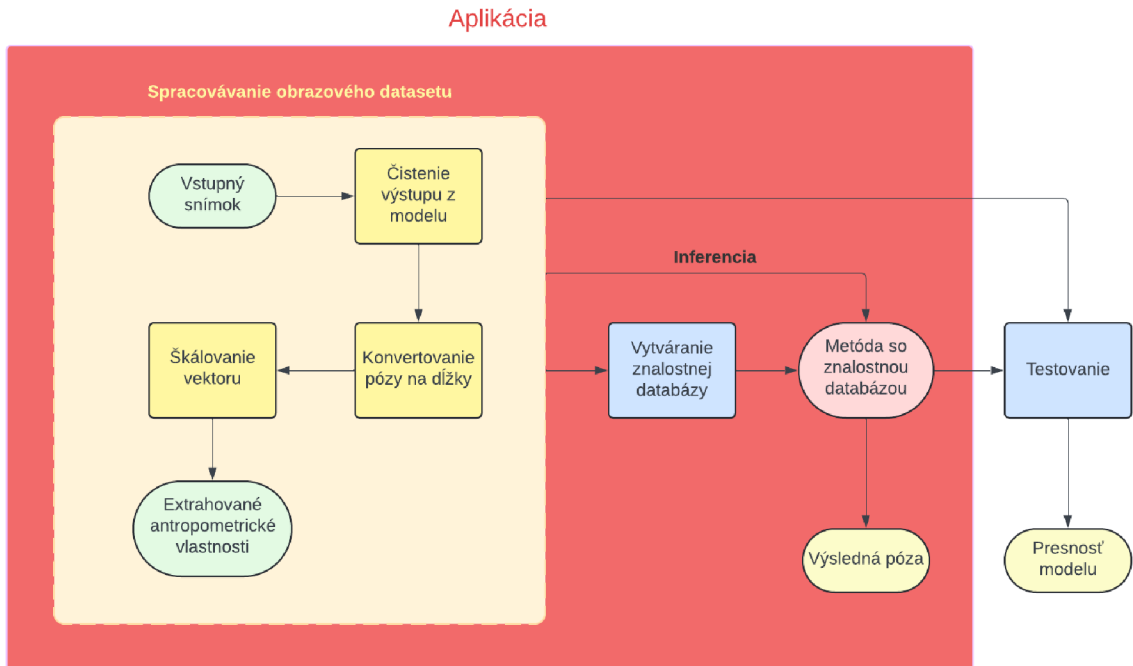 Aplikácia
Spracovávanie obrazového datasetu
Vstupný
snímok
Čistenie
výstupu z
modelu
Inferencia
Škálovanie
vektoru
Konvertovanie
pózy na dĺžky
Vytváranie
znalostnej
databázy
Metóda so
znalostnou
databázou
Testovanie
Extrahované
antropometrické
vlastnosti
Výsledná póza
Presnosť
modelu